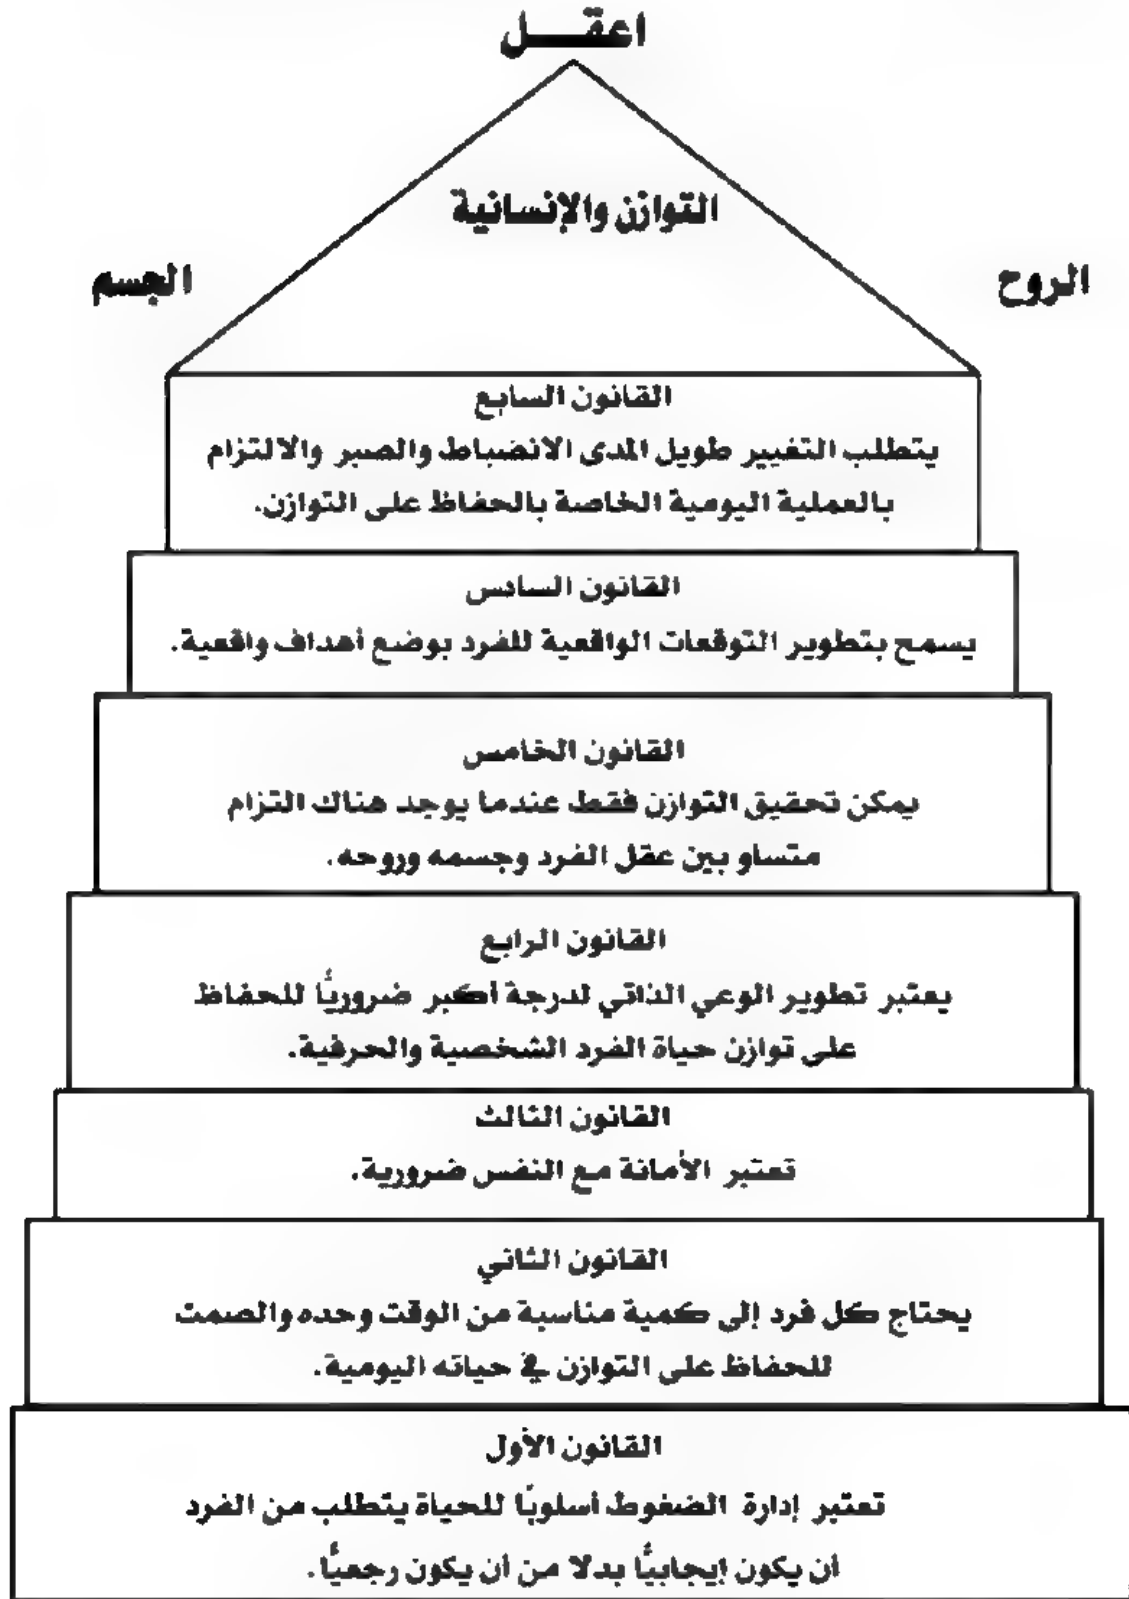 اعقـــل
التوازن والإنسانية
الروح
الجسم
القانون السابع
يتطلب التغيير طويل المدى الانضباط والصبر والالتزام
بالعملية اليومية الخاصة بالحفاظ على التوازن.
القانون السادس
يسمح بتطوير التوقعات الواقعية للفرد بوضع أهداف واقعية.
القانون الخامس
يمكن تحقيق التوازن فقط عندما يوجد هناك التزام
متساو بين عقل الفرد وجسمه وروحه.
القانون الرابع
يعتبر تطوير الوعي الذاتي لدرجة أكبر ضروريًا للحفاظ
على توازن حياة الفرد الشخصية والحرفية.
القانون الثالث
تعتبر الأمانة مع النفس ضرورية.
القانون الثاني
يحتاج كل فرد إلى كمية مناسبة من الوقت وحده والصمت
للحفاظ على التوازن في حياته اليومية.
القانون الأول
تعتبر إدارة الضغوط أسلوبًا للحياة يتطلب من الفرد
أن يكون إيجابيًا بدلا من أن يكون رجعيًا.